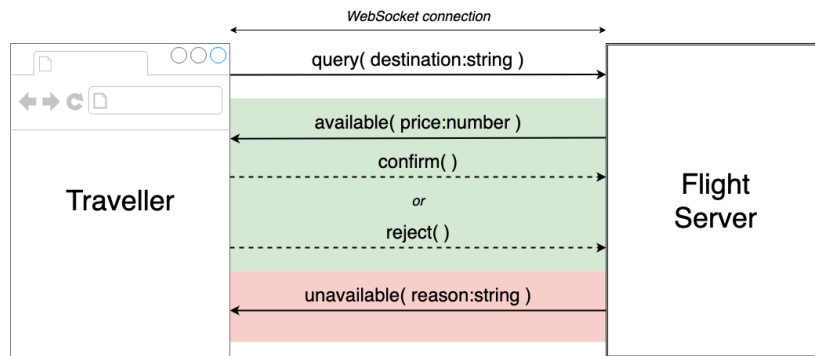 WebSocket connection
query( destination:string )
available( price:number )
confirm( )
or
reject( )
unavailable( reason:string )
Traveller
Flight
Server